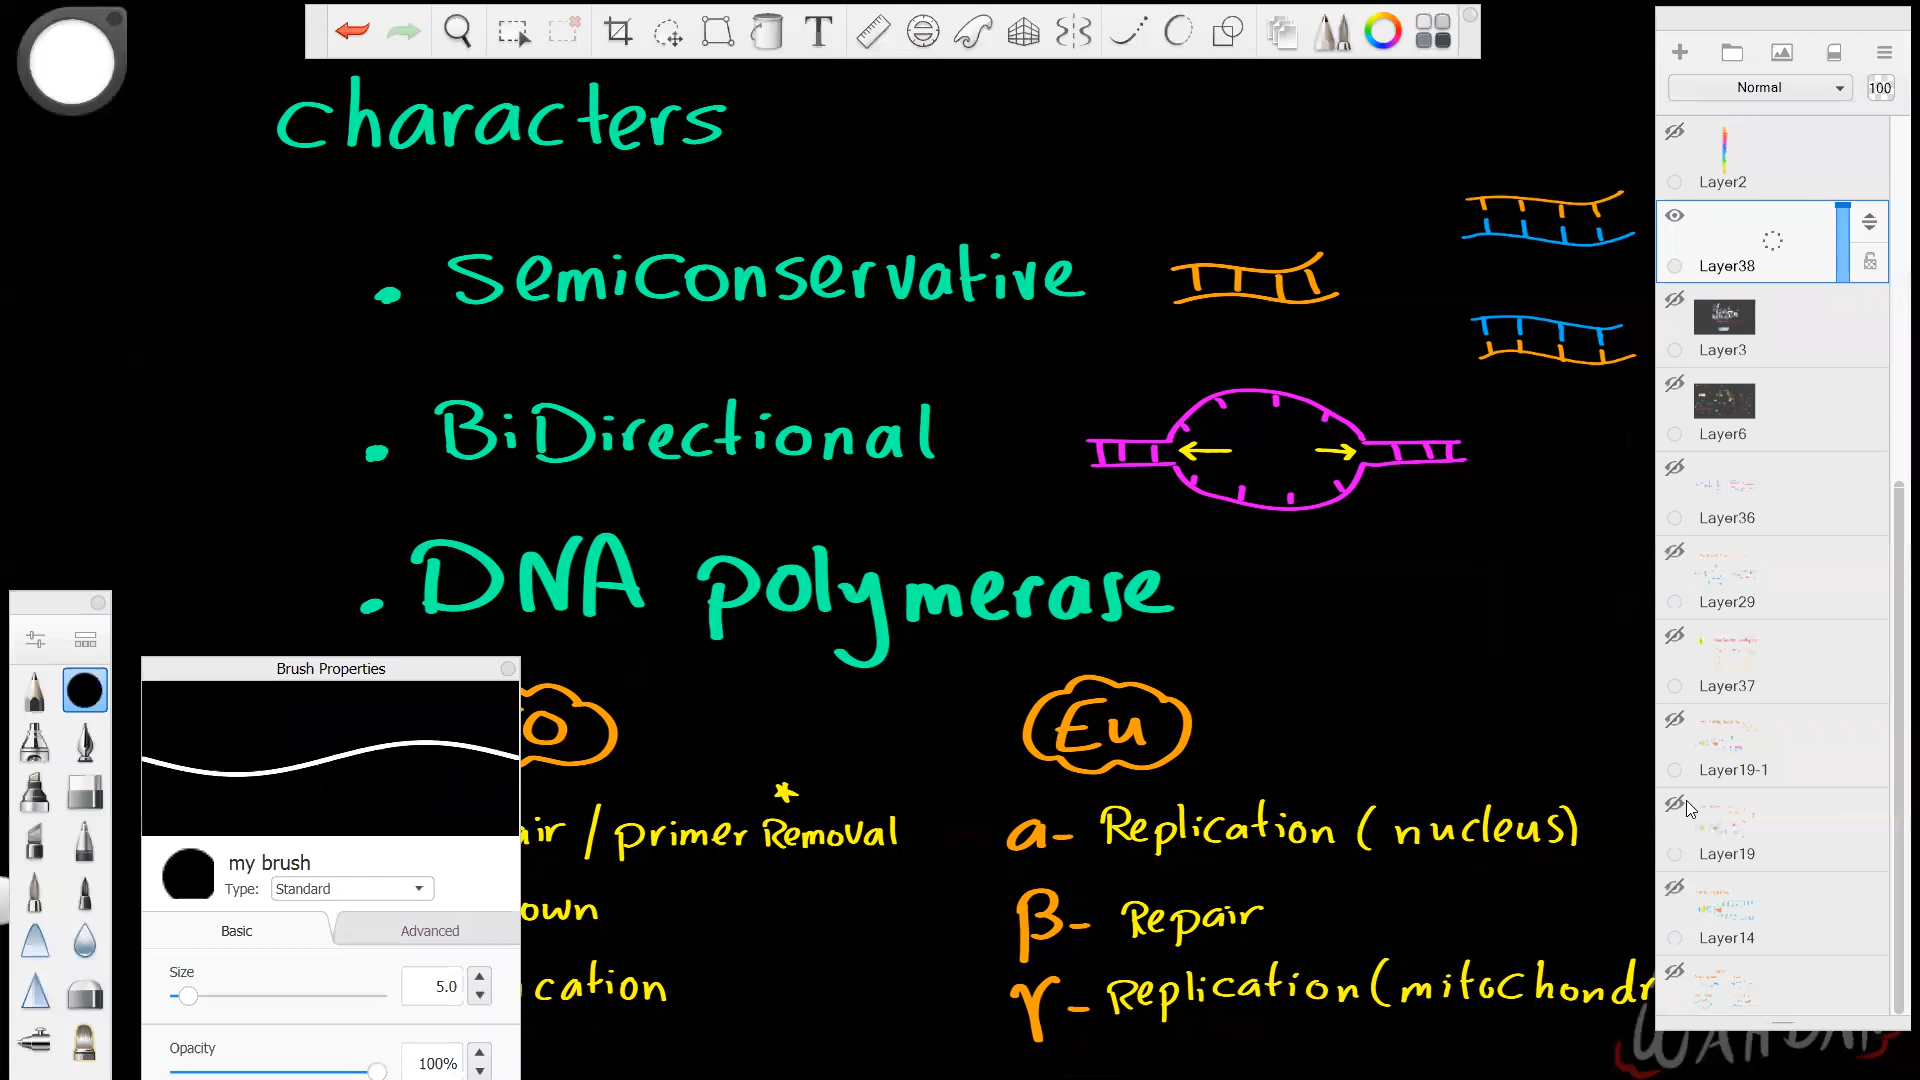 Characters
. SemiConservative
. BiDirectional
. DNA polymerase
O
Eu
*
air / primer Removal
α- Replication (nucleus)
own
β- Repair
cation
γ- Replication (mitochondr
WAHDAN
Brush Properties
my brush
Type: Standard
Basic
Advanced
Size
5.0
Opacity
100%
Normal
100
Layer2
Layer38
Layer3
Layer6
Layer36
Layer29
Layer37
Layer19-1
Layer19
Layer14